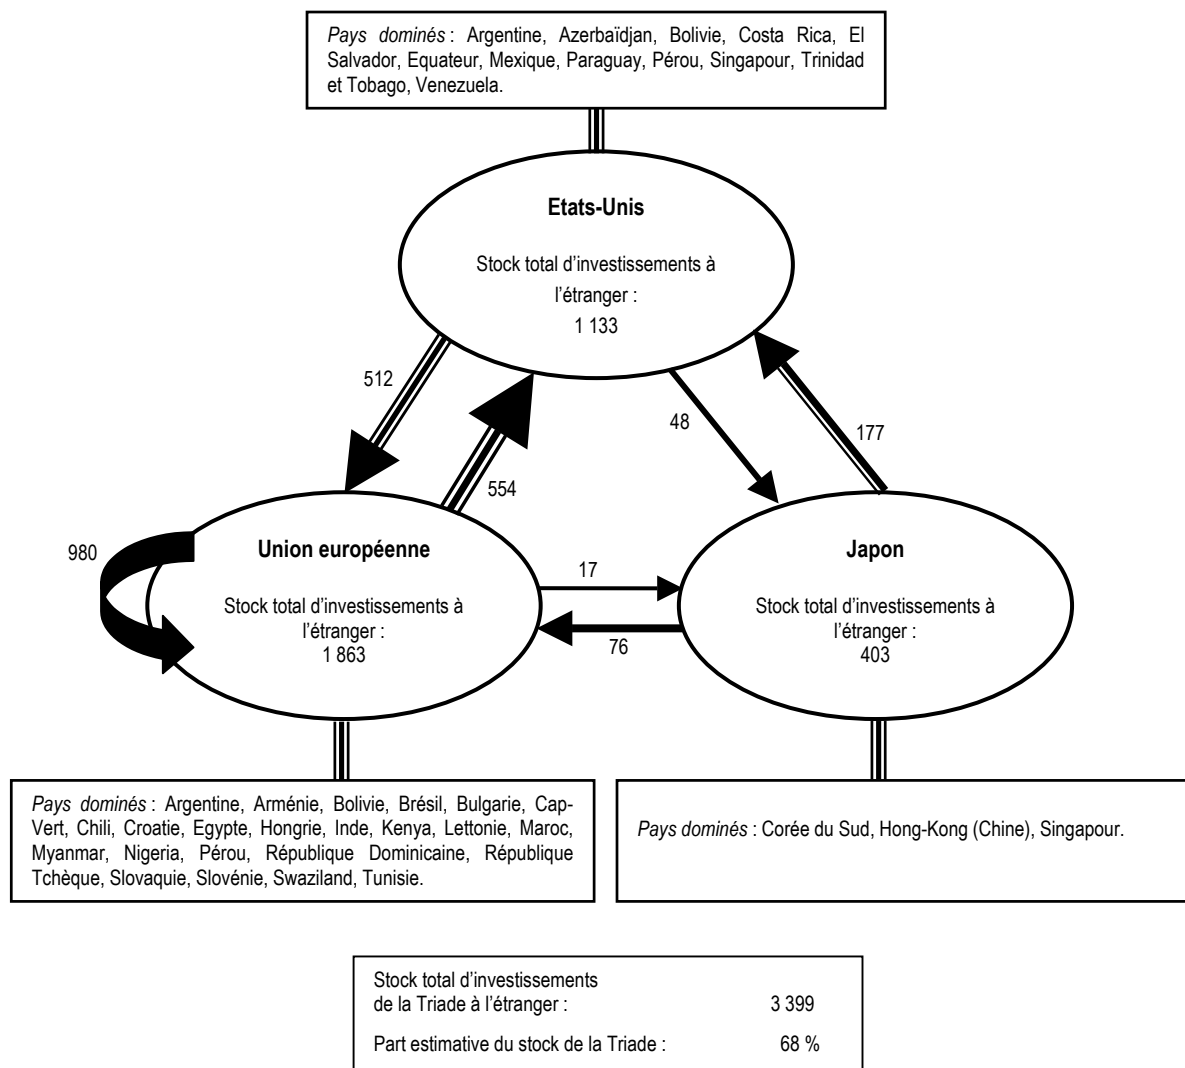 Pays dominés : Argentine, Azerbaïdjan, Bolivie, Costa Rica, El
Salvador, Equateur, Mexique, Paraguay, Pérou, Singapour, Trinidad
et Tobago, Venezuela.
Etats-Unis
Stock total d’investissements à
l’étranger :
1 133
512
554
48
177
980
Union européenne
Stock total d’investissements à
l’étranger :
1 863
17
76
Japon
Stock total d’investissements à
l’étranger :
403
Pays dominés : Argentine, Arménie, Bolivie, Brésil, Bulgarie, Cap-
Vert, Chili, Croatie, Egypte, Hongrie, Inde, Kenya, Lettonie, Maroc,
Myanmar, Nigeria, Pérou, République Dominicaine, République
Tchèque, Slovaquie, Slovénie, Swaziland, Tunisie.
Pays dominés : Corée du Sud, Hong-Kong (Chine), Singapour.
Stock total d’investissements
de la Triade à l’étranger : 3 399
Part estimative du stock de la Triade : 68 %